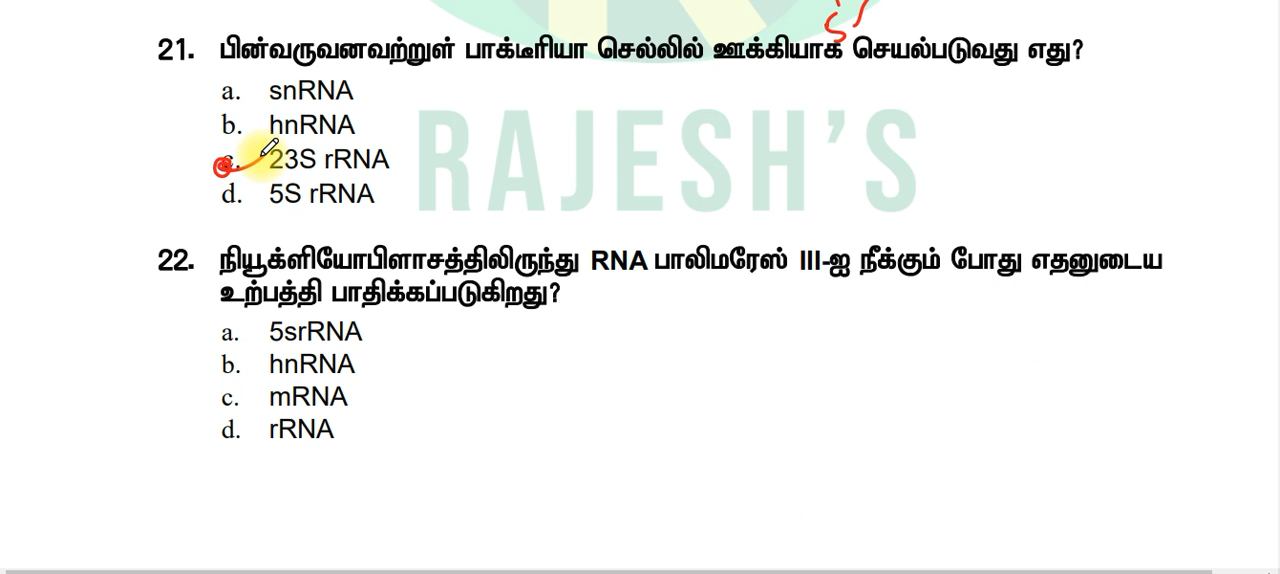 21. பின்வருவனவற்றுள் பாக்டீரியா செல்லில் ஊக்கியாக செயல்படுவது எது?
a. snRNA
b. hnRNA
c. 23S rRNA
d. 5S rRNA
RAJESH'S
22. நியூக்ளியோபிளாசத்திலிருந்து RNA பாலிமரேஸ் III-ஐ நீக்கும் போது எதனுடைய
உற்பத்தி பாதிக்கப்படுகிறது?
a. 5srRNA
b. hnRNA
c. mRNA
d. rRNA